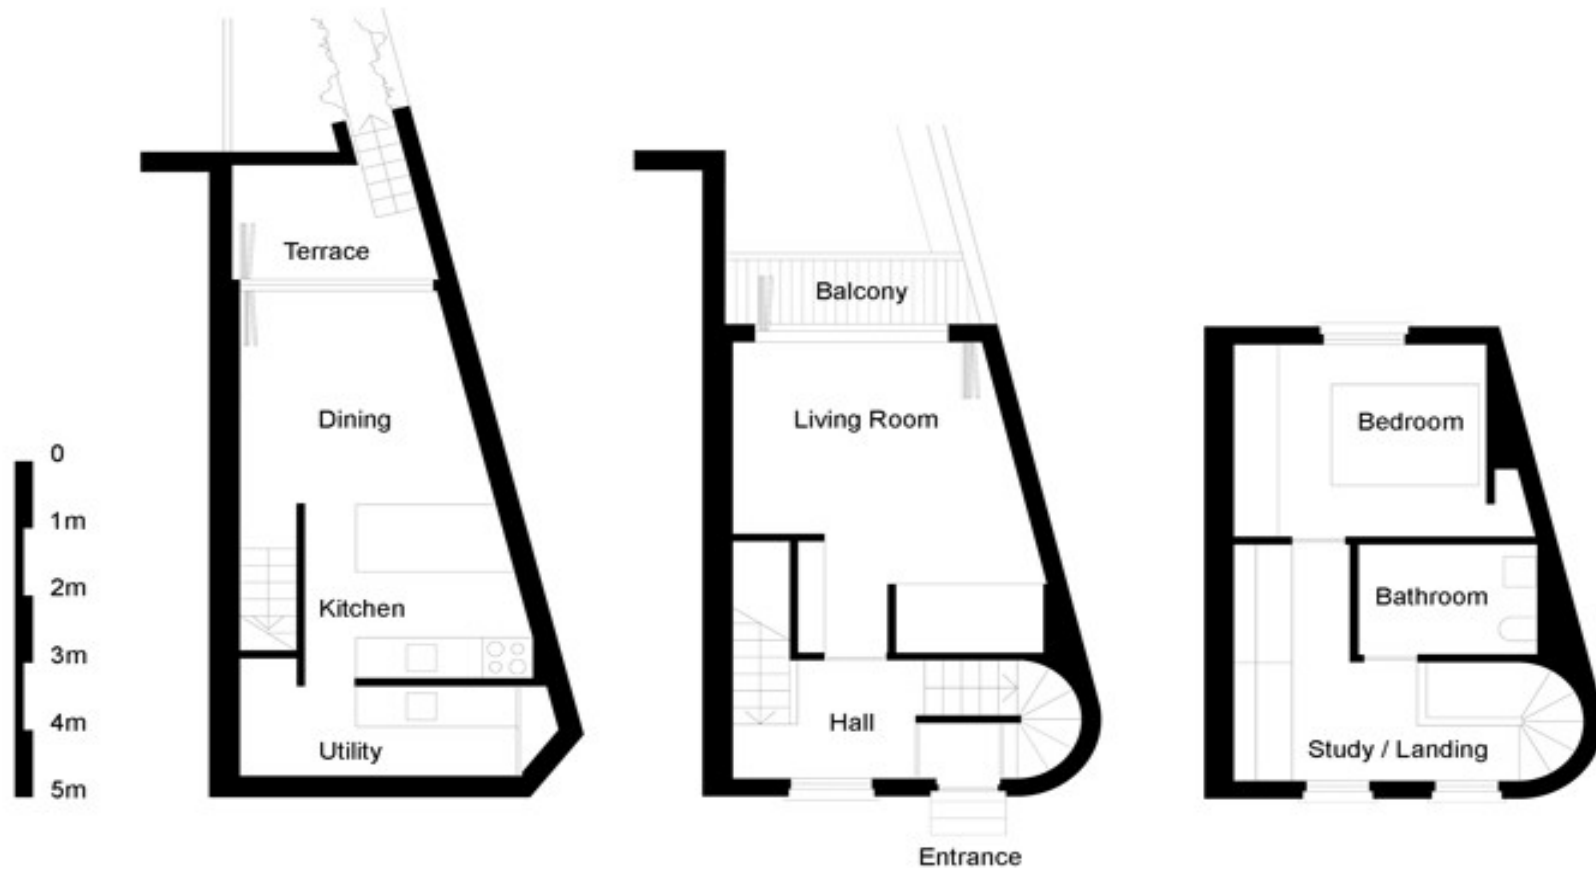 0
1m
2m
3m
4m
5m
Terrace
Dining
Kitchen
Utility
Balcony
Living Room
Hall
Entrance
Bedroom
Bathroom
Study / Landing